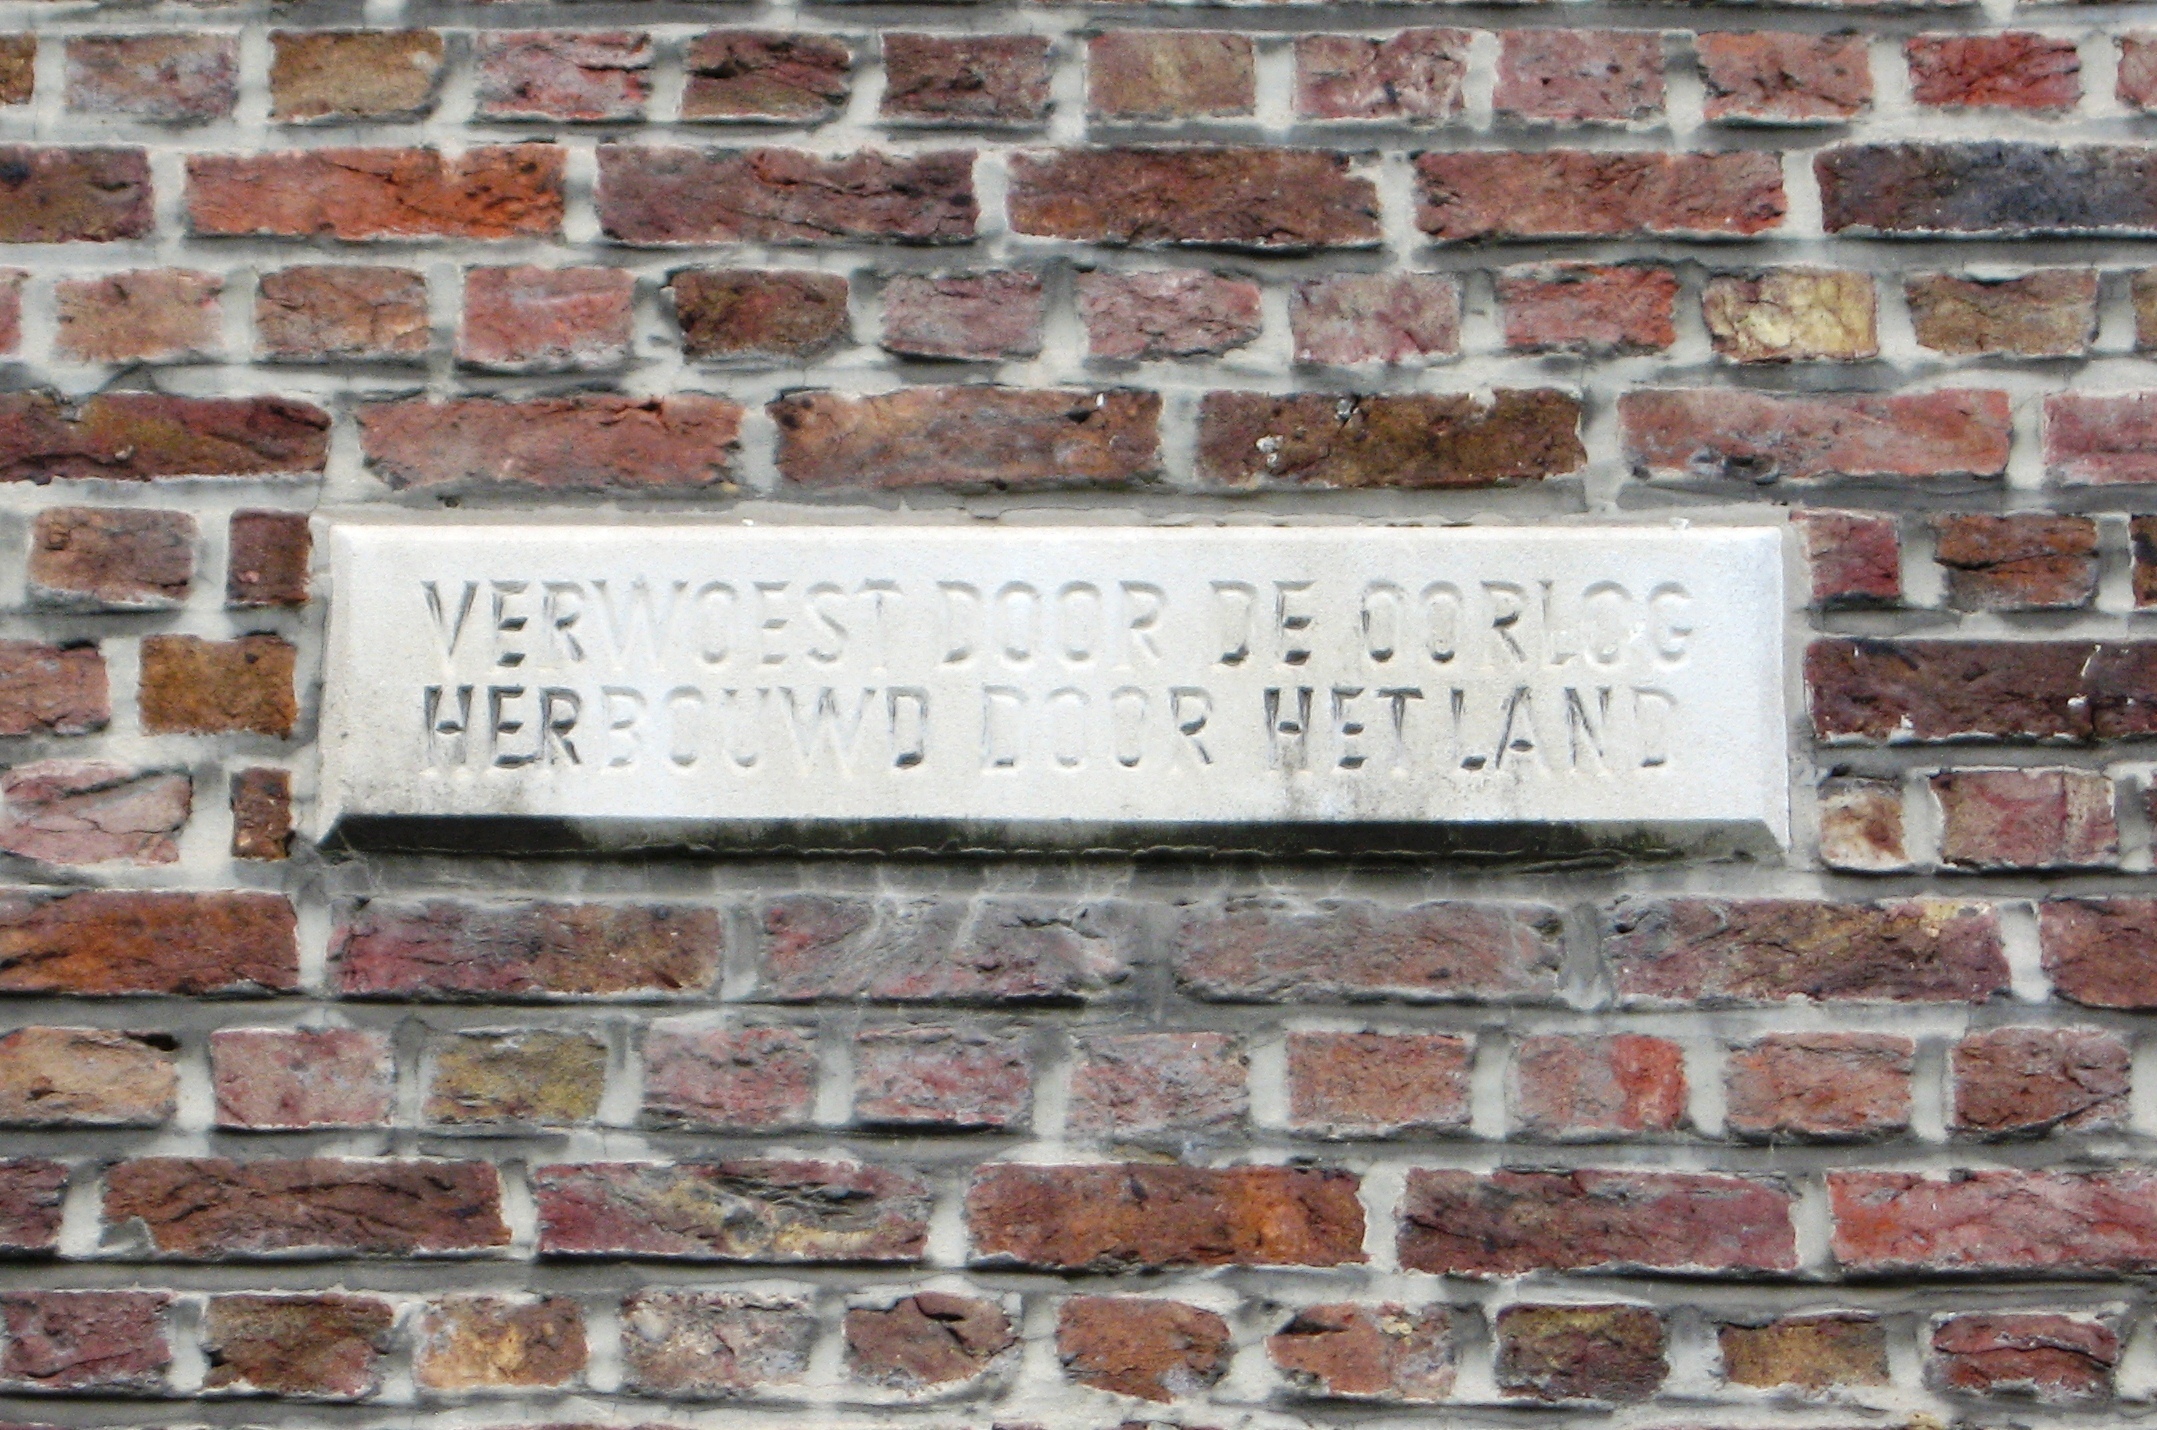 VERWOEST DOOR DE OORLOG
HERBOUWD DOOR HET LAND